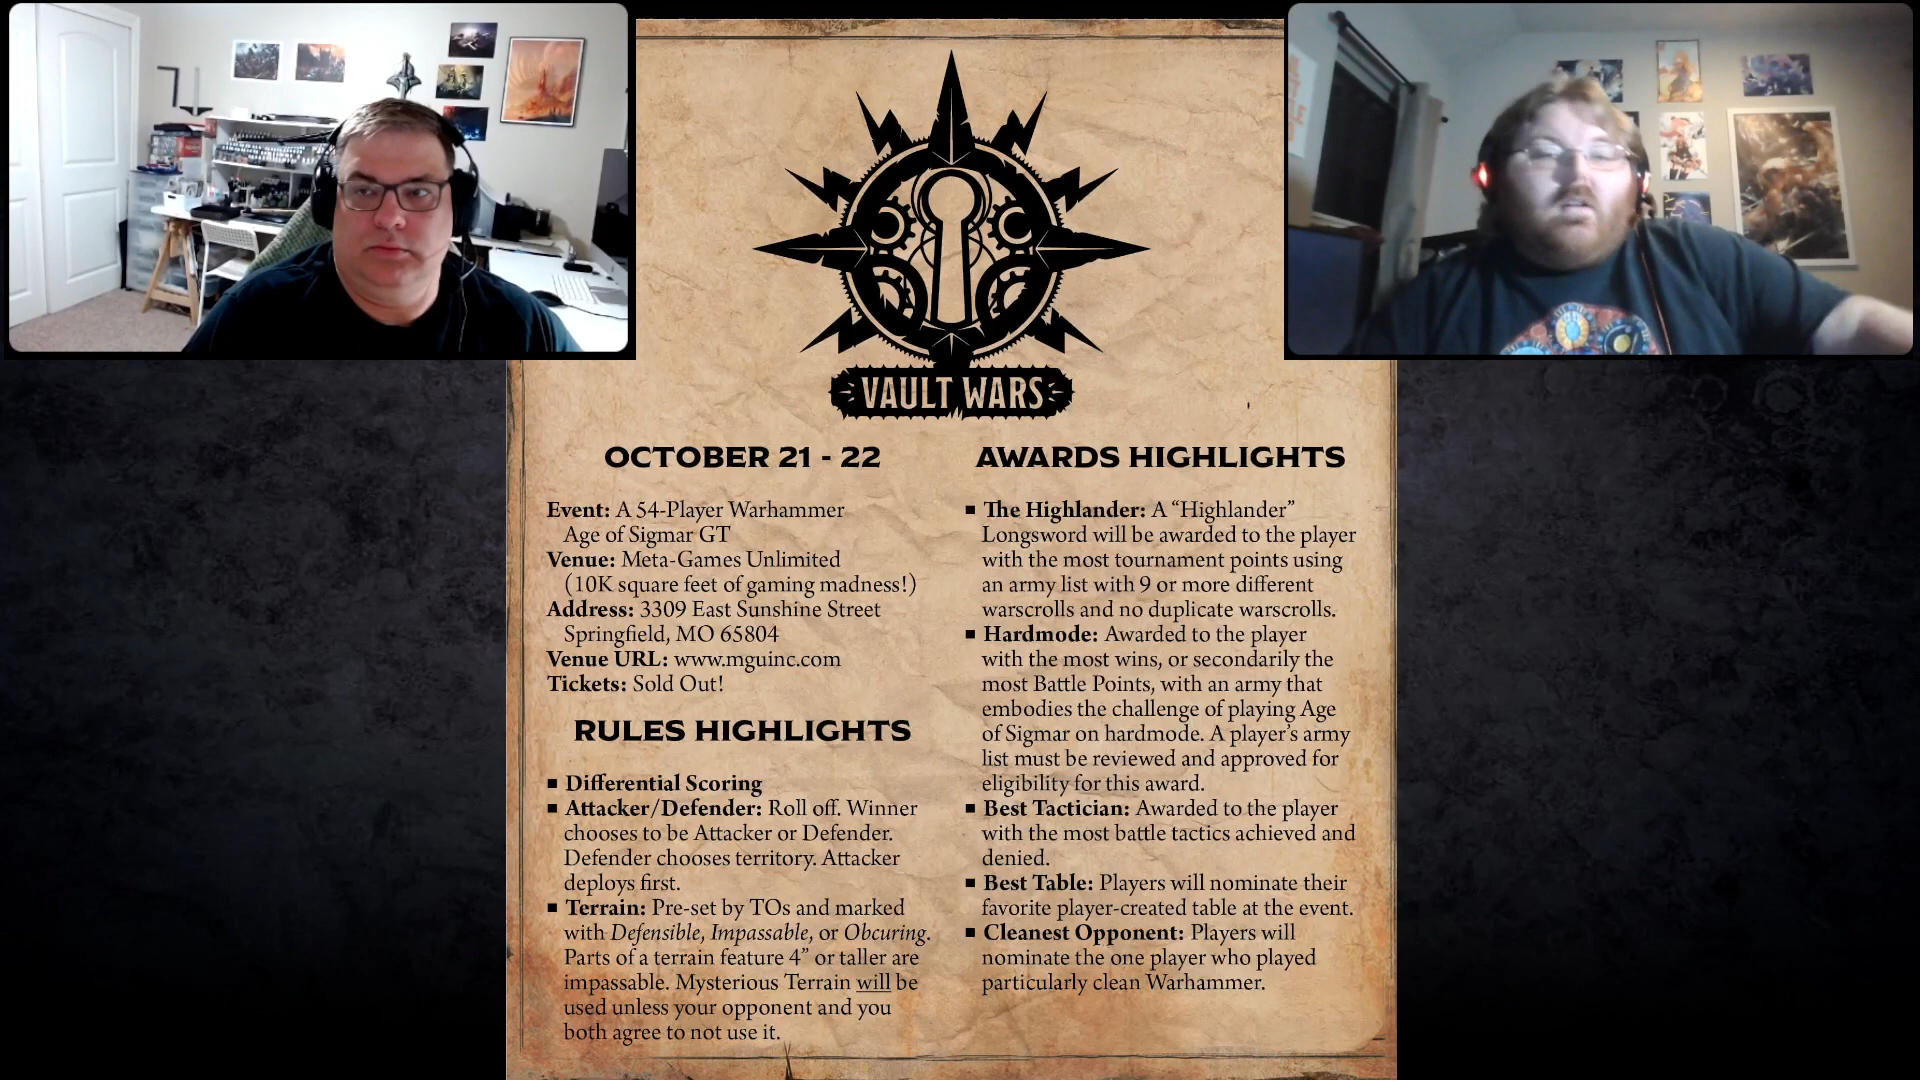 VAULT WARS
OCTOBER 21 - 22
Event: A 54-Player Warhammer
Age of Sigmar GT
Venue: Meta-Games Unlimited
(10K square feet of gaming madness!)
Address: 3309 East Sunshine Street
Springfield, MO 65804
Venue URL: www.mguinc.com
Tickets: Sold Out!
RULES HIGHLIGHTS
▪ Differential Scoring
▪ Attacker/Defender: Roll off. Winner
chooses to be Attacker or Defender.
Defender chooses territory. Attacker
deploys first.
▪ Terrain: Pre-set by TOs and marked
with Defensible, Impassable, or Obcuring.
Parts of a terrain feature 4” or taller are
impassable. Mysterious Terrain will be
used unless your opponent and you
both agree to not use it.
AWARDS HIGHLIGHTS
▪ The Highlander: A “Highlander”
Longsword will be awarded to the player
with the most tournament points using
an army list with 9 or more different
warscrolls and no duplicate warscrolls.
▪ Hardmode: Awarded to the player
with the most wins, or secondarily the
most Battle Points, with an army that
embodies the challenge of playing Age
of Sigmar on hardmode. A player’s army
list must be reviewed and approved for
eligibility for this award.
▪ Best Tactician: Awarded to the player
with the most battle tactics achieved and
denied.
▪ Best Table: Players will nominate their
favorite player-created table at the event.
▪ Cleanest Opponent: Players will
nominate the one player who played
particularly clean Warhammer.